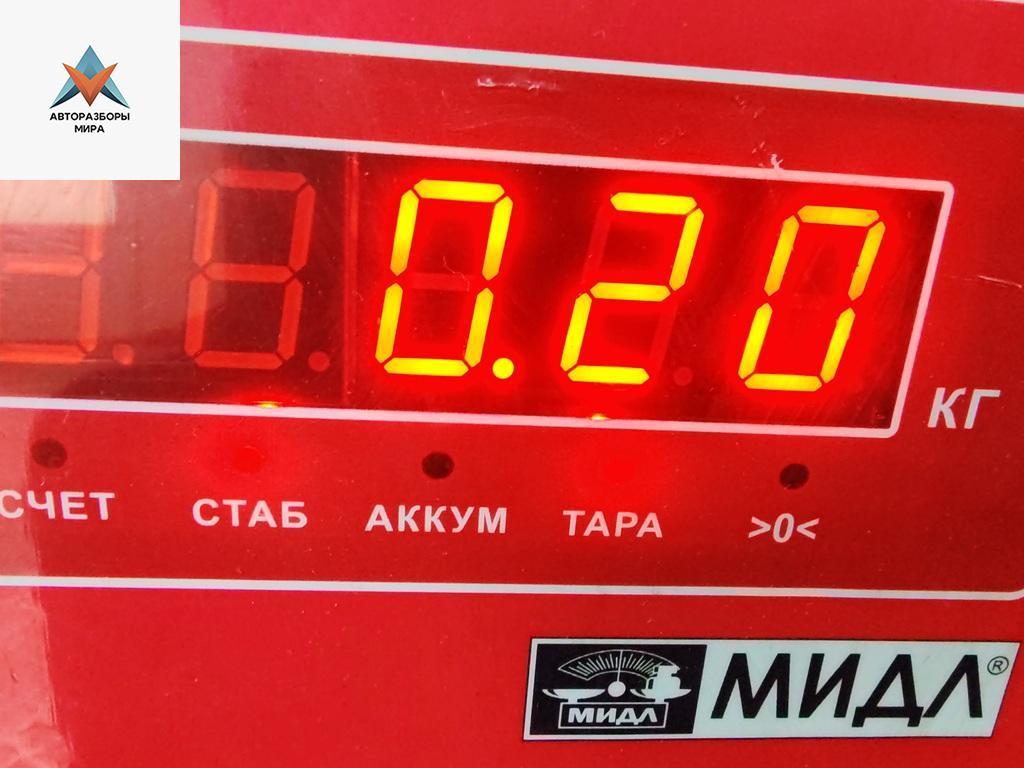 АВТОРАЗБОРЫ
МИРА
0.20
КГ
СЧЕТ СТАБ АККУМ ТАРА >0<
МИДЛ МИДЛ®